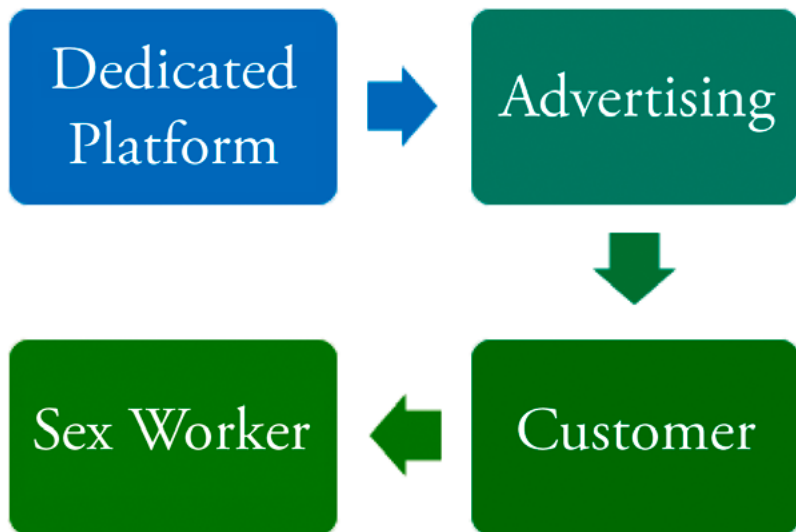 Dedicated
Platform
Advertising
Customer
Sex Worker